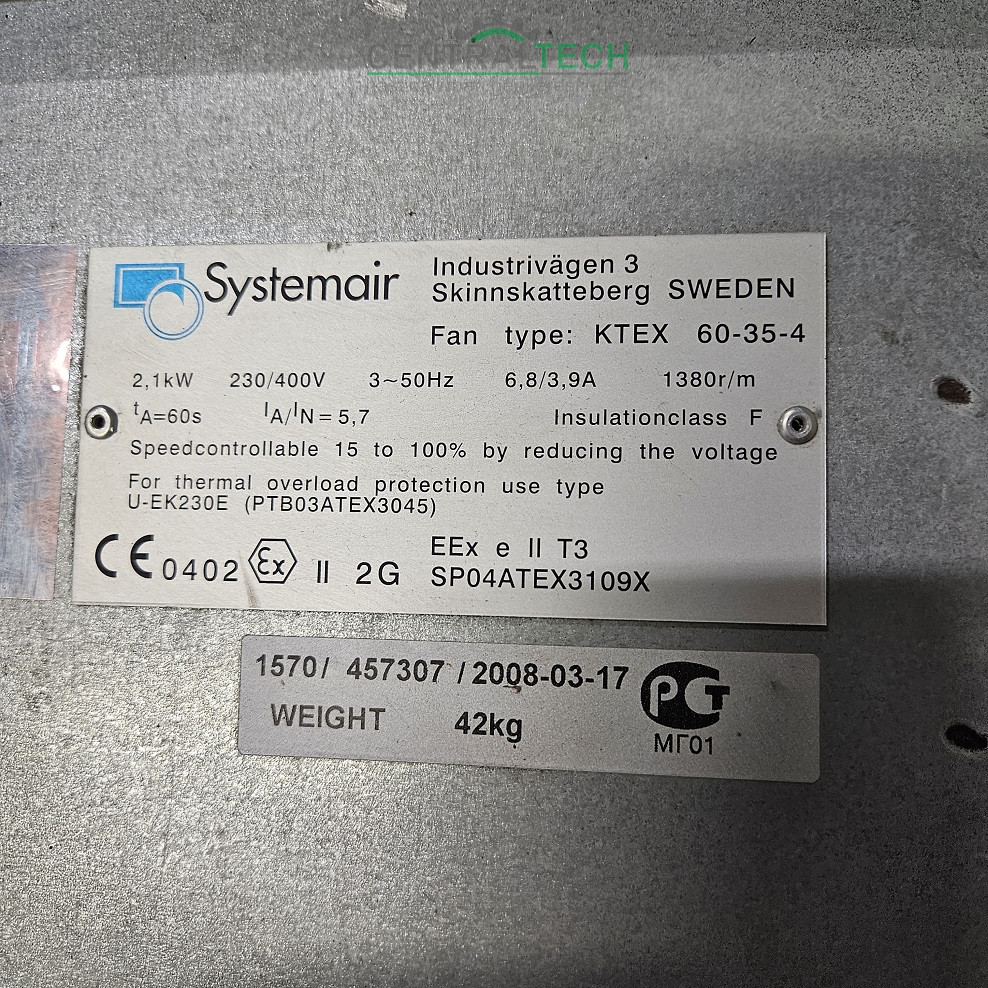 CENTRALTECH
Systemair
Industrivägen 3
Skinnskatteberg SWEDEN
Fan type: KTEX 60-35-4
2,1kW 230/400V 3~50Hz 6,8/3,9A 1380r/m
tA=60s IA/IN=5,7 Insulationclass F
Speedcontrollable 15 to 100% by reducing the voltage
For thermal overload protection use type
U-EK230E (PTB03ATEX3045)
CE 0402 Ex II 2G
EEx e II T3
SP04ATEX3109X
1570/ 457307 /2008-03-17
WEIGHT 42kg
РСТ
МГ01